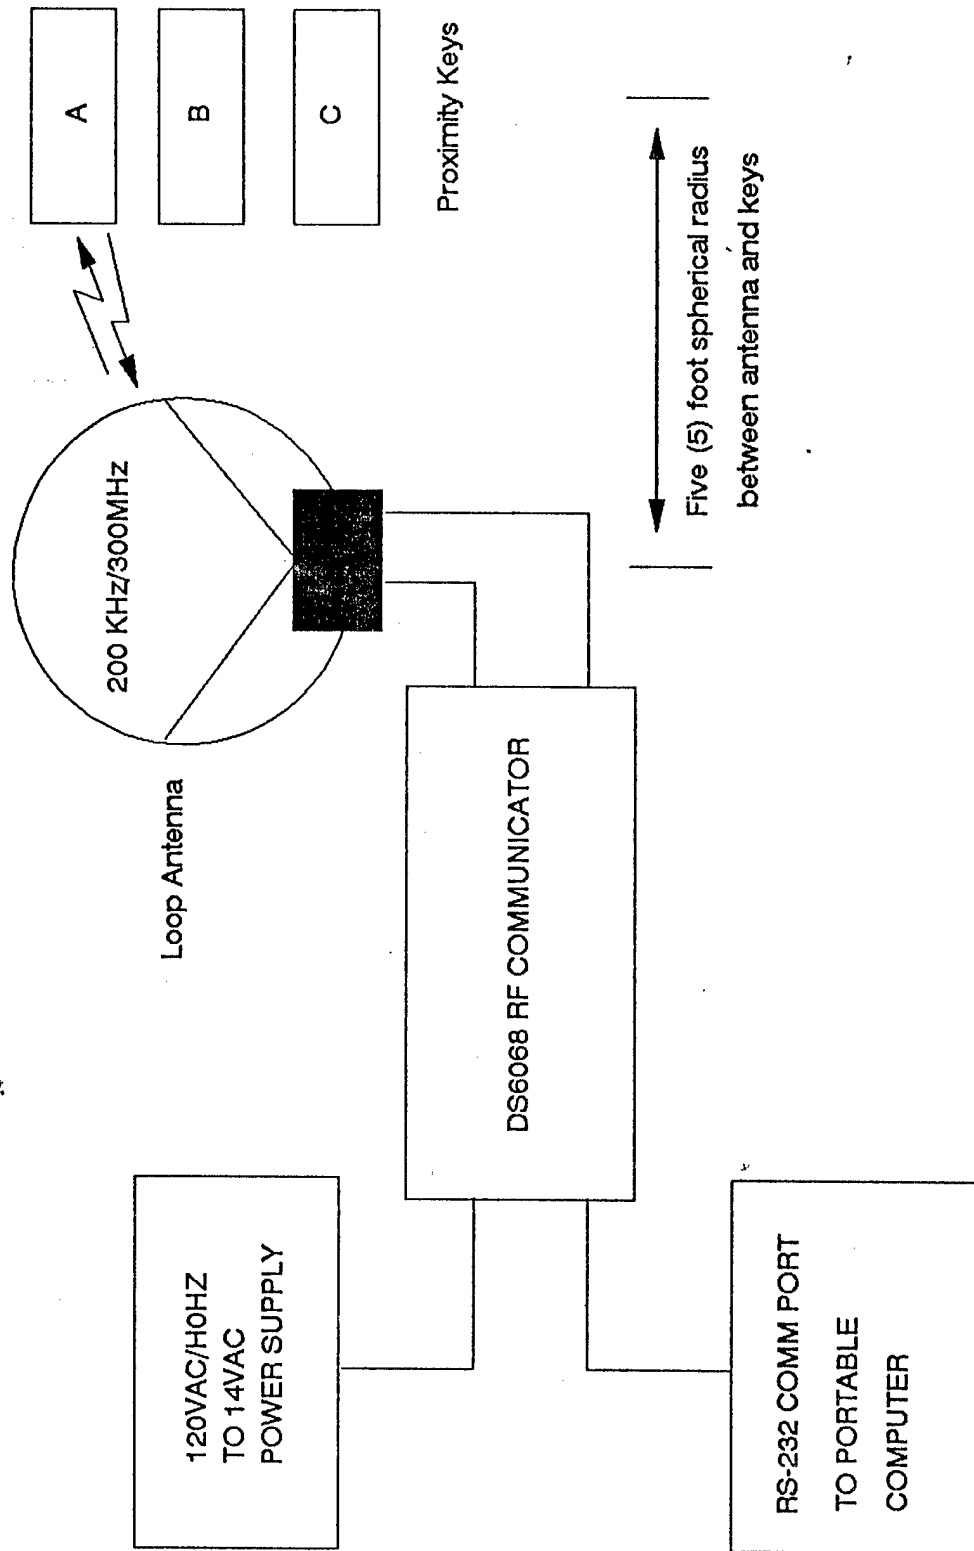 120VAC/H0HZ
TO 14VAC
POWER SUPPLY
RS-232 COMM PORT
TO PORTABLE
COMPUTER
DS6068 RF COMMUNICATOR
Loop Antenna
200 KHz/300MHz
A
B
C
Proximity Keys
Five (5) foot spherical radius
between antenna and keys